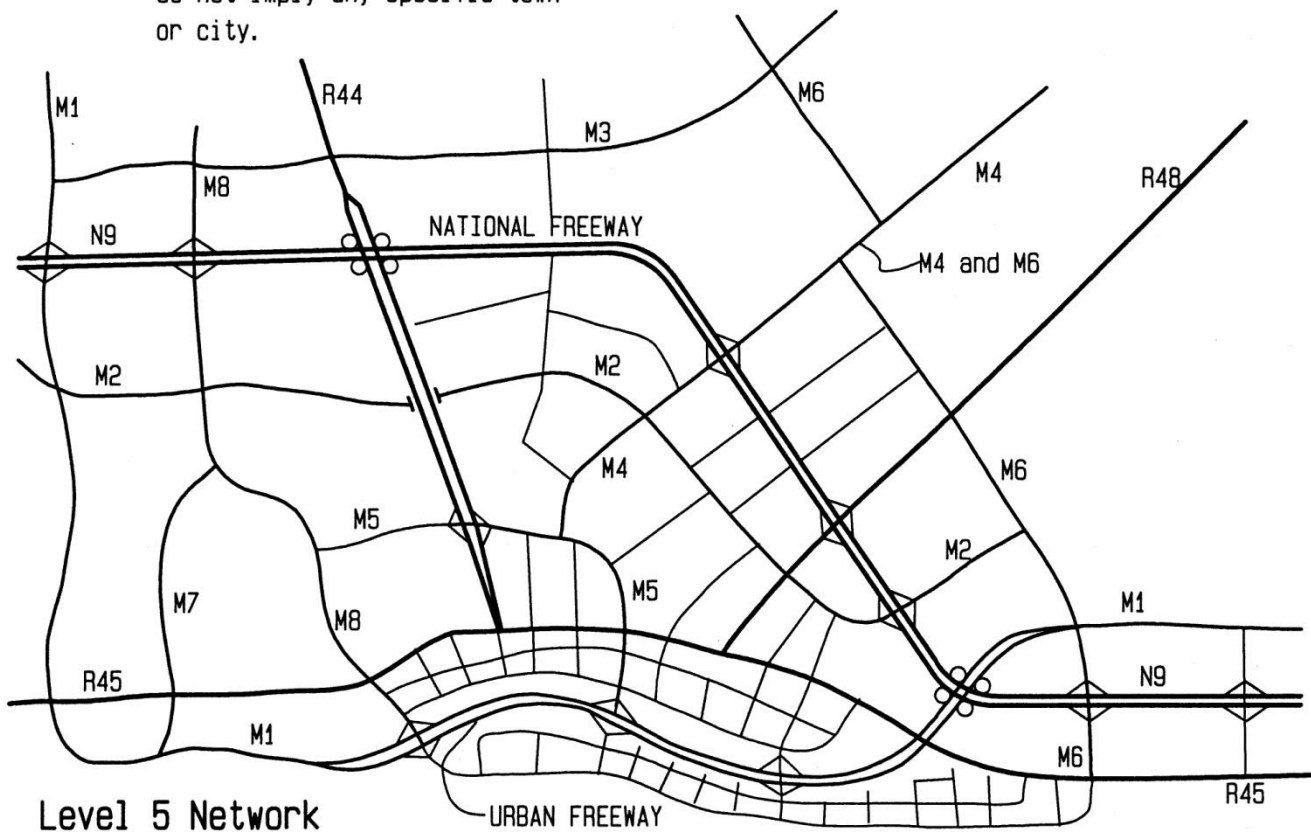 or city.
M1
R44
M6
M3
M8
M4
R48
N9
NATIONAL FREEWAY
M4 and M6
M2
M2
M4
M6
M5
M2
M7
M5
M1
M8
R45
N9
M1
M6
R45
Level 5 Network
URBAN FREEWAY